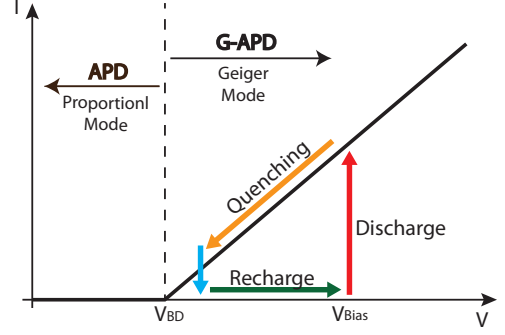 I
G-APD
APD
Geiger
Mode
Proportionl
Mode
Quenching
Discharge
Recharge
VBD
VBias
V